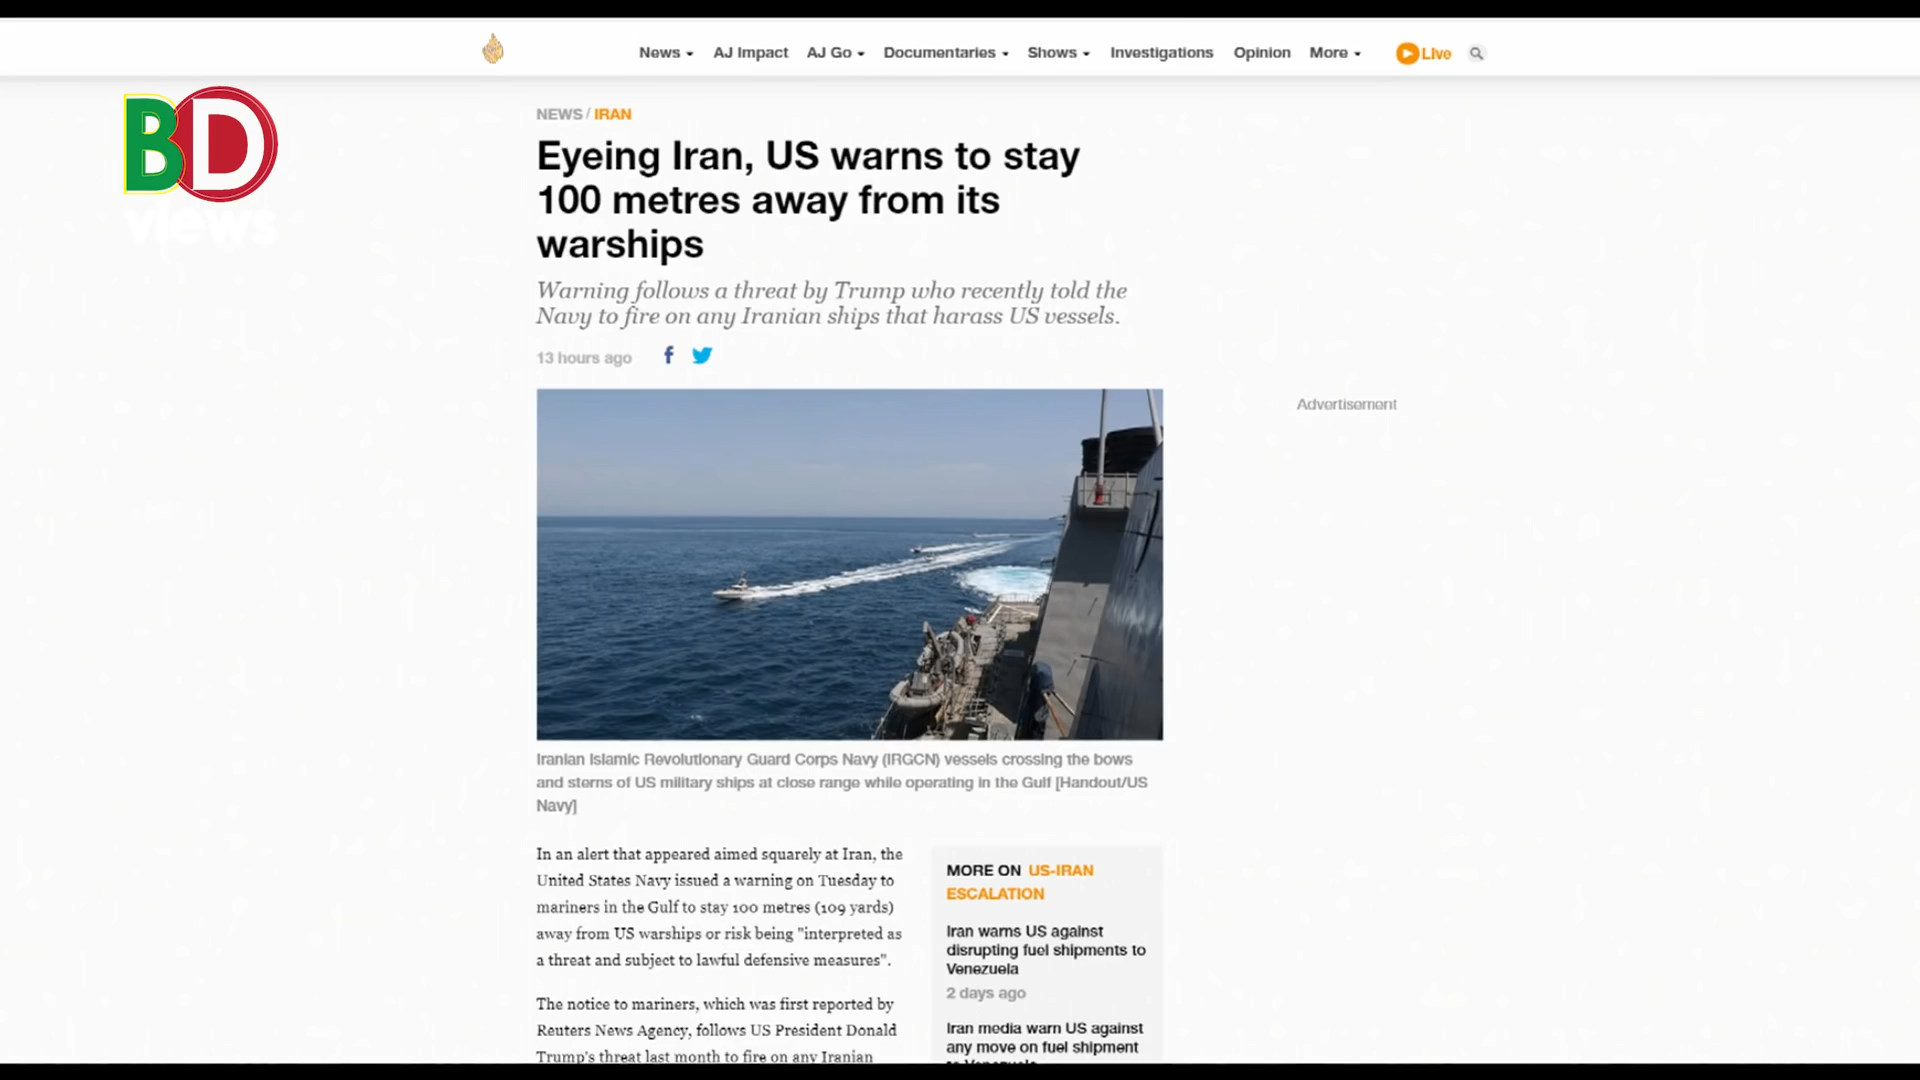 News AJ Impact AJ Go Documentaries Shows Investigations Opinion More Live
BD
views
NEWS / IRAN
Eyeing Iran, US warns to stay
100 metres away from its
warships
Warning follows a threat by Trump who recently told the
Navy to fire on any Iranian ships that harass US vessels.
13 hours ago
Advertisement
Iranian Islamic Revolutionary Guard Corps Navy (IRGCN) vessels crossing the bows
and sterns of US military ships at close range while operating in the Gulf [Handout/US
Navy]
In an alert that appeared aimed squarely at Iran, the
United States Navy issued a warning on Tuesday to
mariners in the Gulf to stay 100 metres (109 yards)
away from US warships or risk being "interpreted as
a threat and subject to lawful defensive measures".
The notice to mariners, which was first reported by
Reuters News Agency, follows US President Donald
Trump's threat last month to fire on any Iranian
MORE ON US-IRAN
ESCALATION
Iran warns US against
disrupting fuel shipments to
Venezuela
2 days ago
Iran media warn US against
any move on fuel shipment
to Venezuela